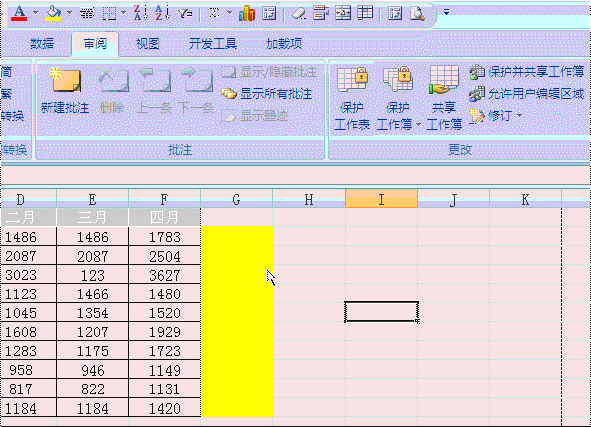 数据 审阅 视图 开发工具 加载项
简 显示/隐藏批注 保护并共享工作簿
繁 新建批注 删除 上一条 下一条 显示所有批注 保护 保护 共享 允许用户编辑区域
转换 显示墨迹 工作表 工作簿 工作簿 修订
转换 批注 更改
D E F G H I J K
二月 三月 四月
1486 1486 1783
2087 2087 2504
3023 123 3627
1123 1466 1480
1045 1354 1520
1608 1207 1929
1283 1175 1723
958 946 1149
817 822 1131
1184 1184 1420